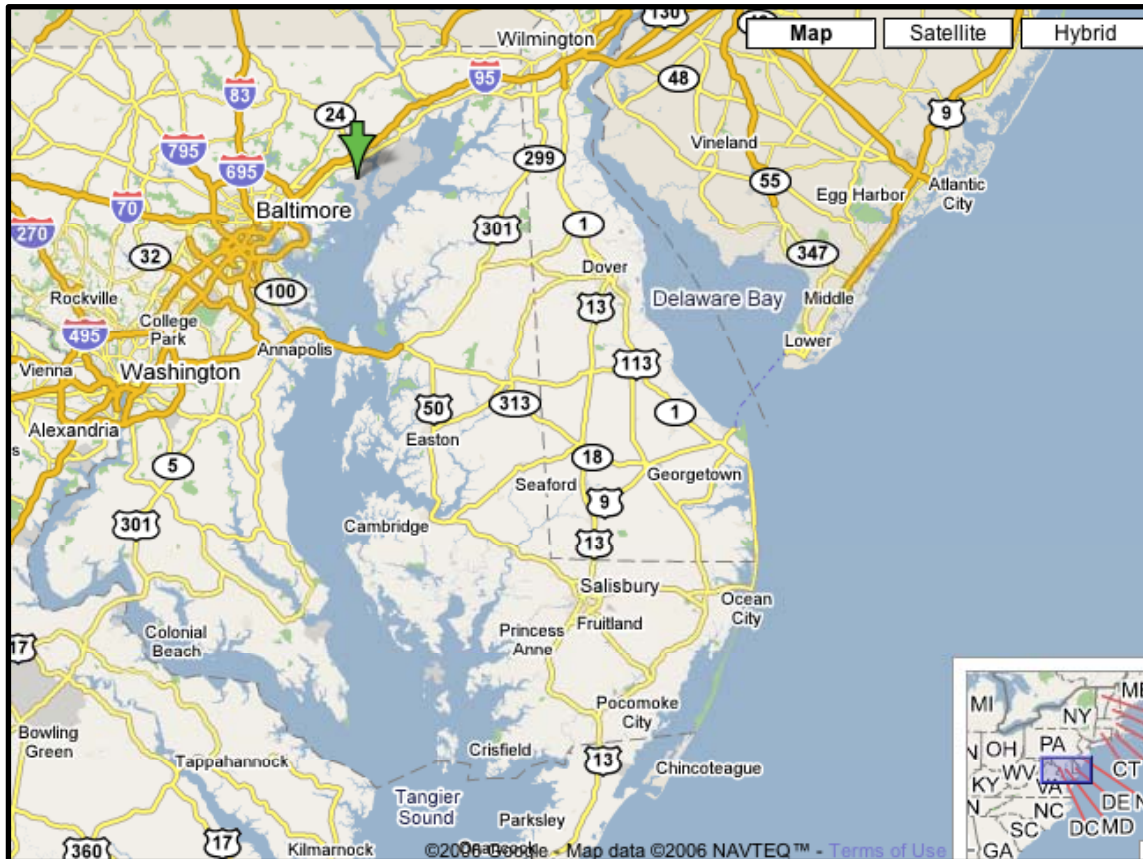 130
Wilmington
Map
Satellite
Hybrid
95
48
83
24
9
795
299
Vineland
695
55
70
Egg Harbor
Atlantic
City
Baltimore
270
301
1
32
347
Dover
100
Rockville
13
Delaware Bay
Middle
College
Park
495
Lower
Annapolis
Vienna
Washington
113
50
313
1
Alexandria
Easton
18
5
Georgetown
Seaford
9
301
Cambridge
13
Salisbury
Ocean
City
Fruitland
Colonial
Beach
Princess
Anne
17
MI
NY
Pocomoke
City
Bowling
Green
PA
OH
Crisfield
13
Tappahannock
Chincoteague
WV
CT
KY
VA
Tangier
Sound
NC
DE
Parksley
SC
DC
MD
17
360
Kilmarnock
Onancock
©2006 Google - Map data ©2006 NAVTEQ™ - Terms of Use
GA